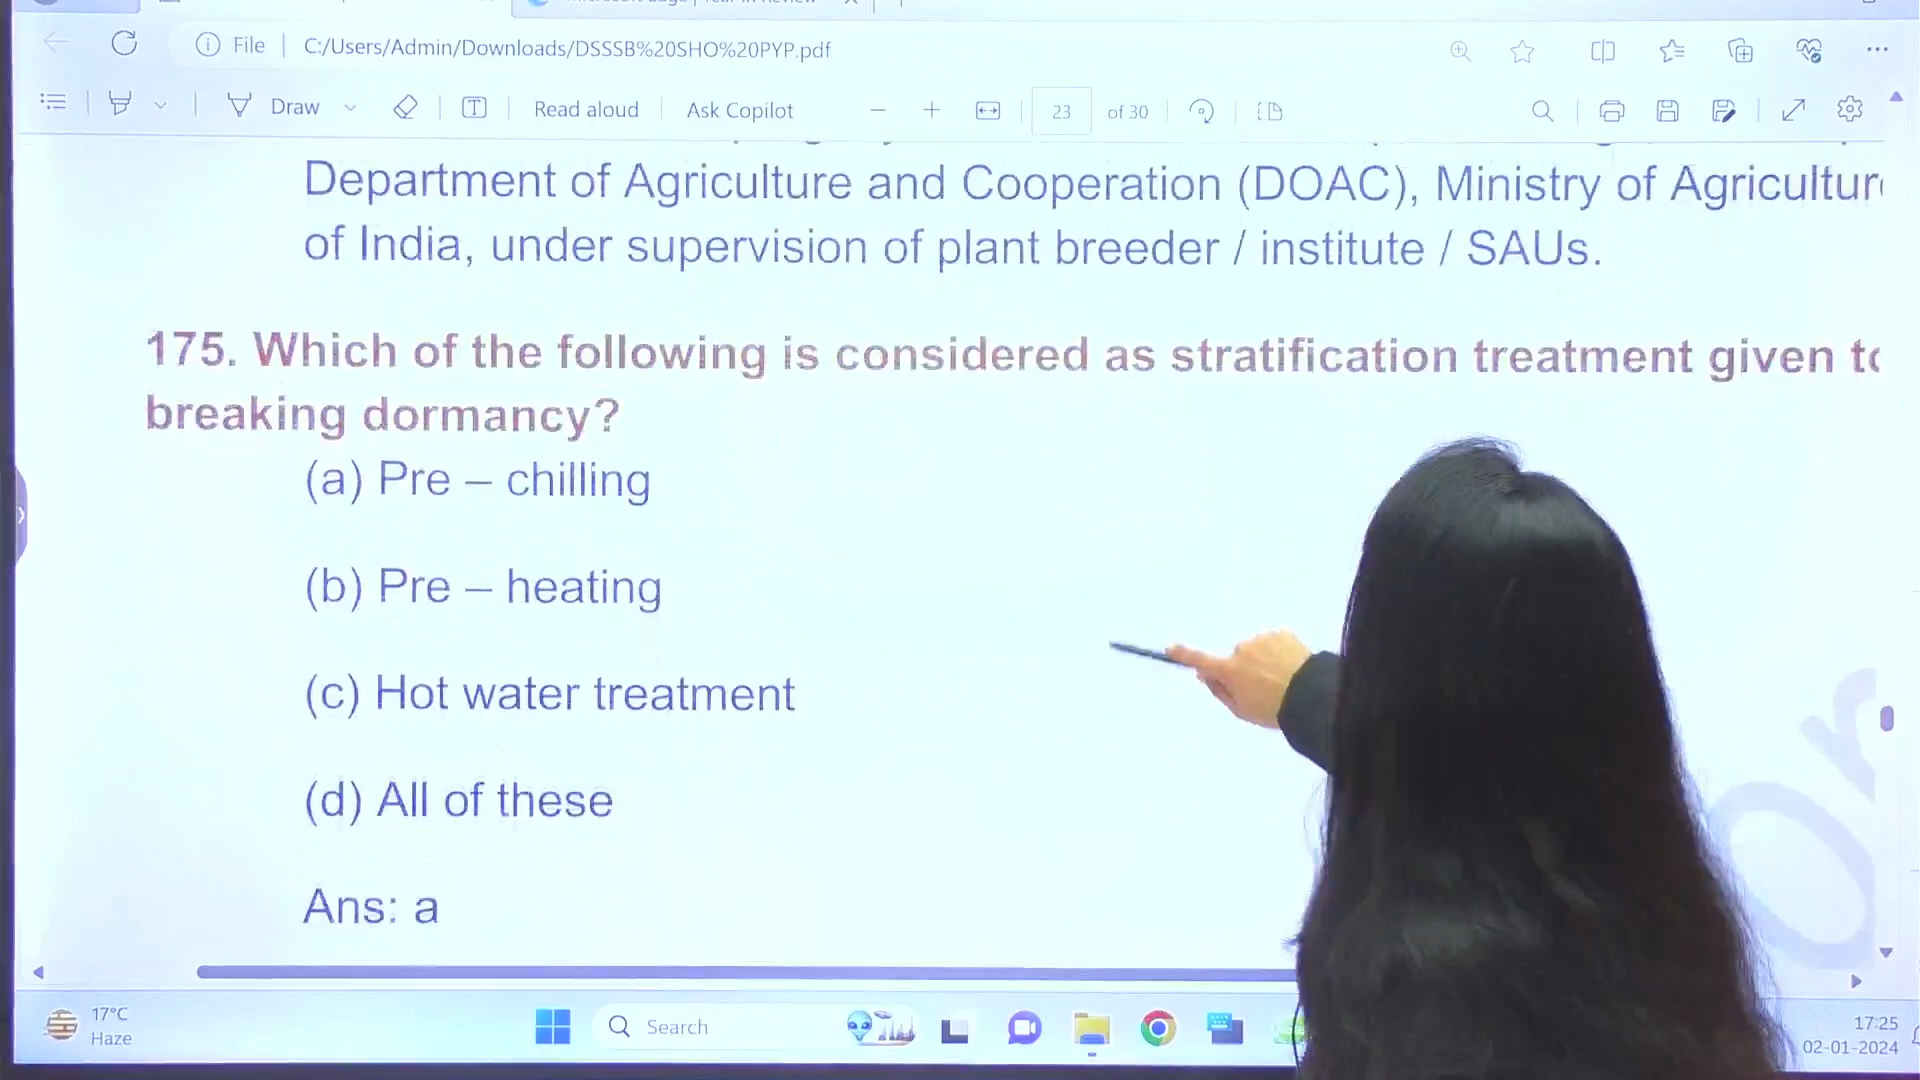 File
C:/Users/Admin/Downloads/DSSSB%20SHO%20PYP.pdf
Draw
Read aloud
Ask Copilot
23 of 30
Department of Agriculture and Cooperation (DOAC), Ministry of Agricultur
of India, under supervision of plant breeder / institute / SAUs.
175. Which of the following is considered as stratification treatment given to
breaking dormancy?
(a) Pre – chilling
(b) Pre – heating
(c) Hot water treatment
(d) All of these
Ans: a
or
17°C
Haze
Search
17:25
02-01-2024